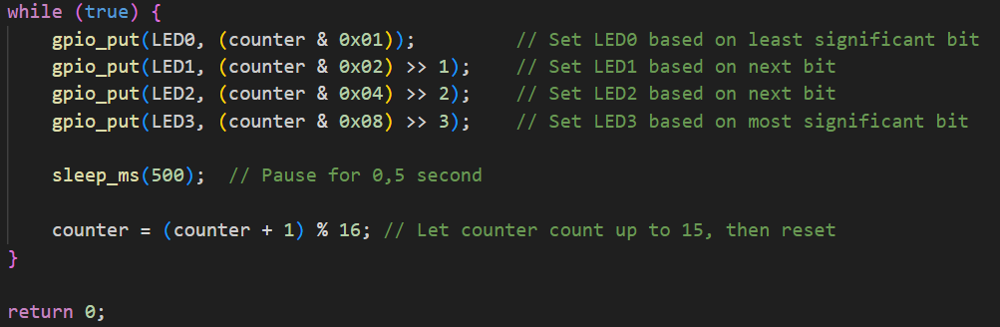 while (true) {
    gpio_put(LED0, (counter & 0x01));         // Set LED0 based on least significant bit
    gpio_put(LED1, (counter & 0x02) >> 1);    // Set LED1 based on next bit
    gpio_put(LED2, (counter & 0x04) >> 2);    // Set LED2 based on next bit
    gpio_put(LED3, (counter & 0x08) >> 3);    // Set LED3 based on most significant bit

    sleep_ms(500);  // Pause for 0,5 second

    counter = (counter + 1) % 16; // Let counter count up to 15, then reset
}

return 0;